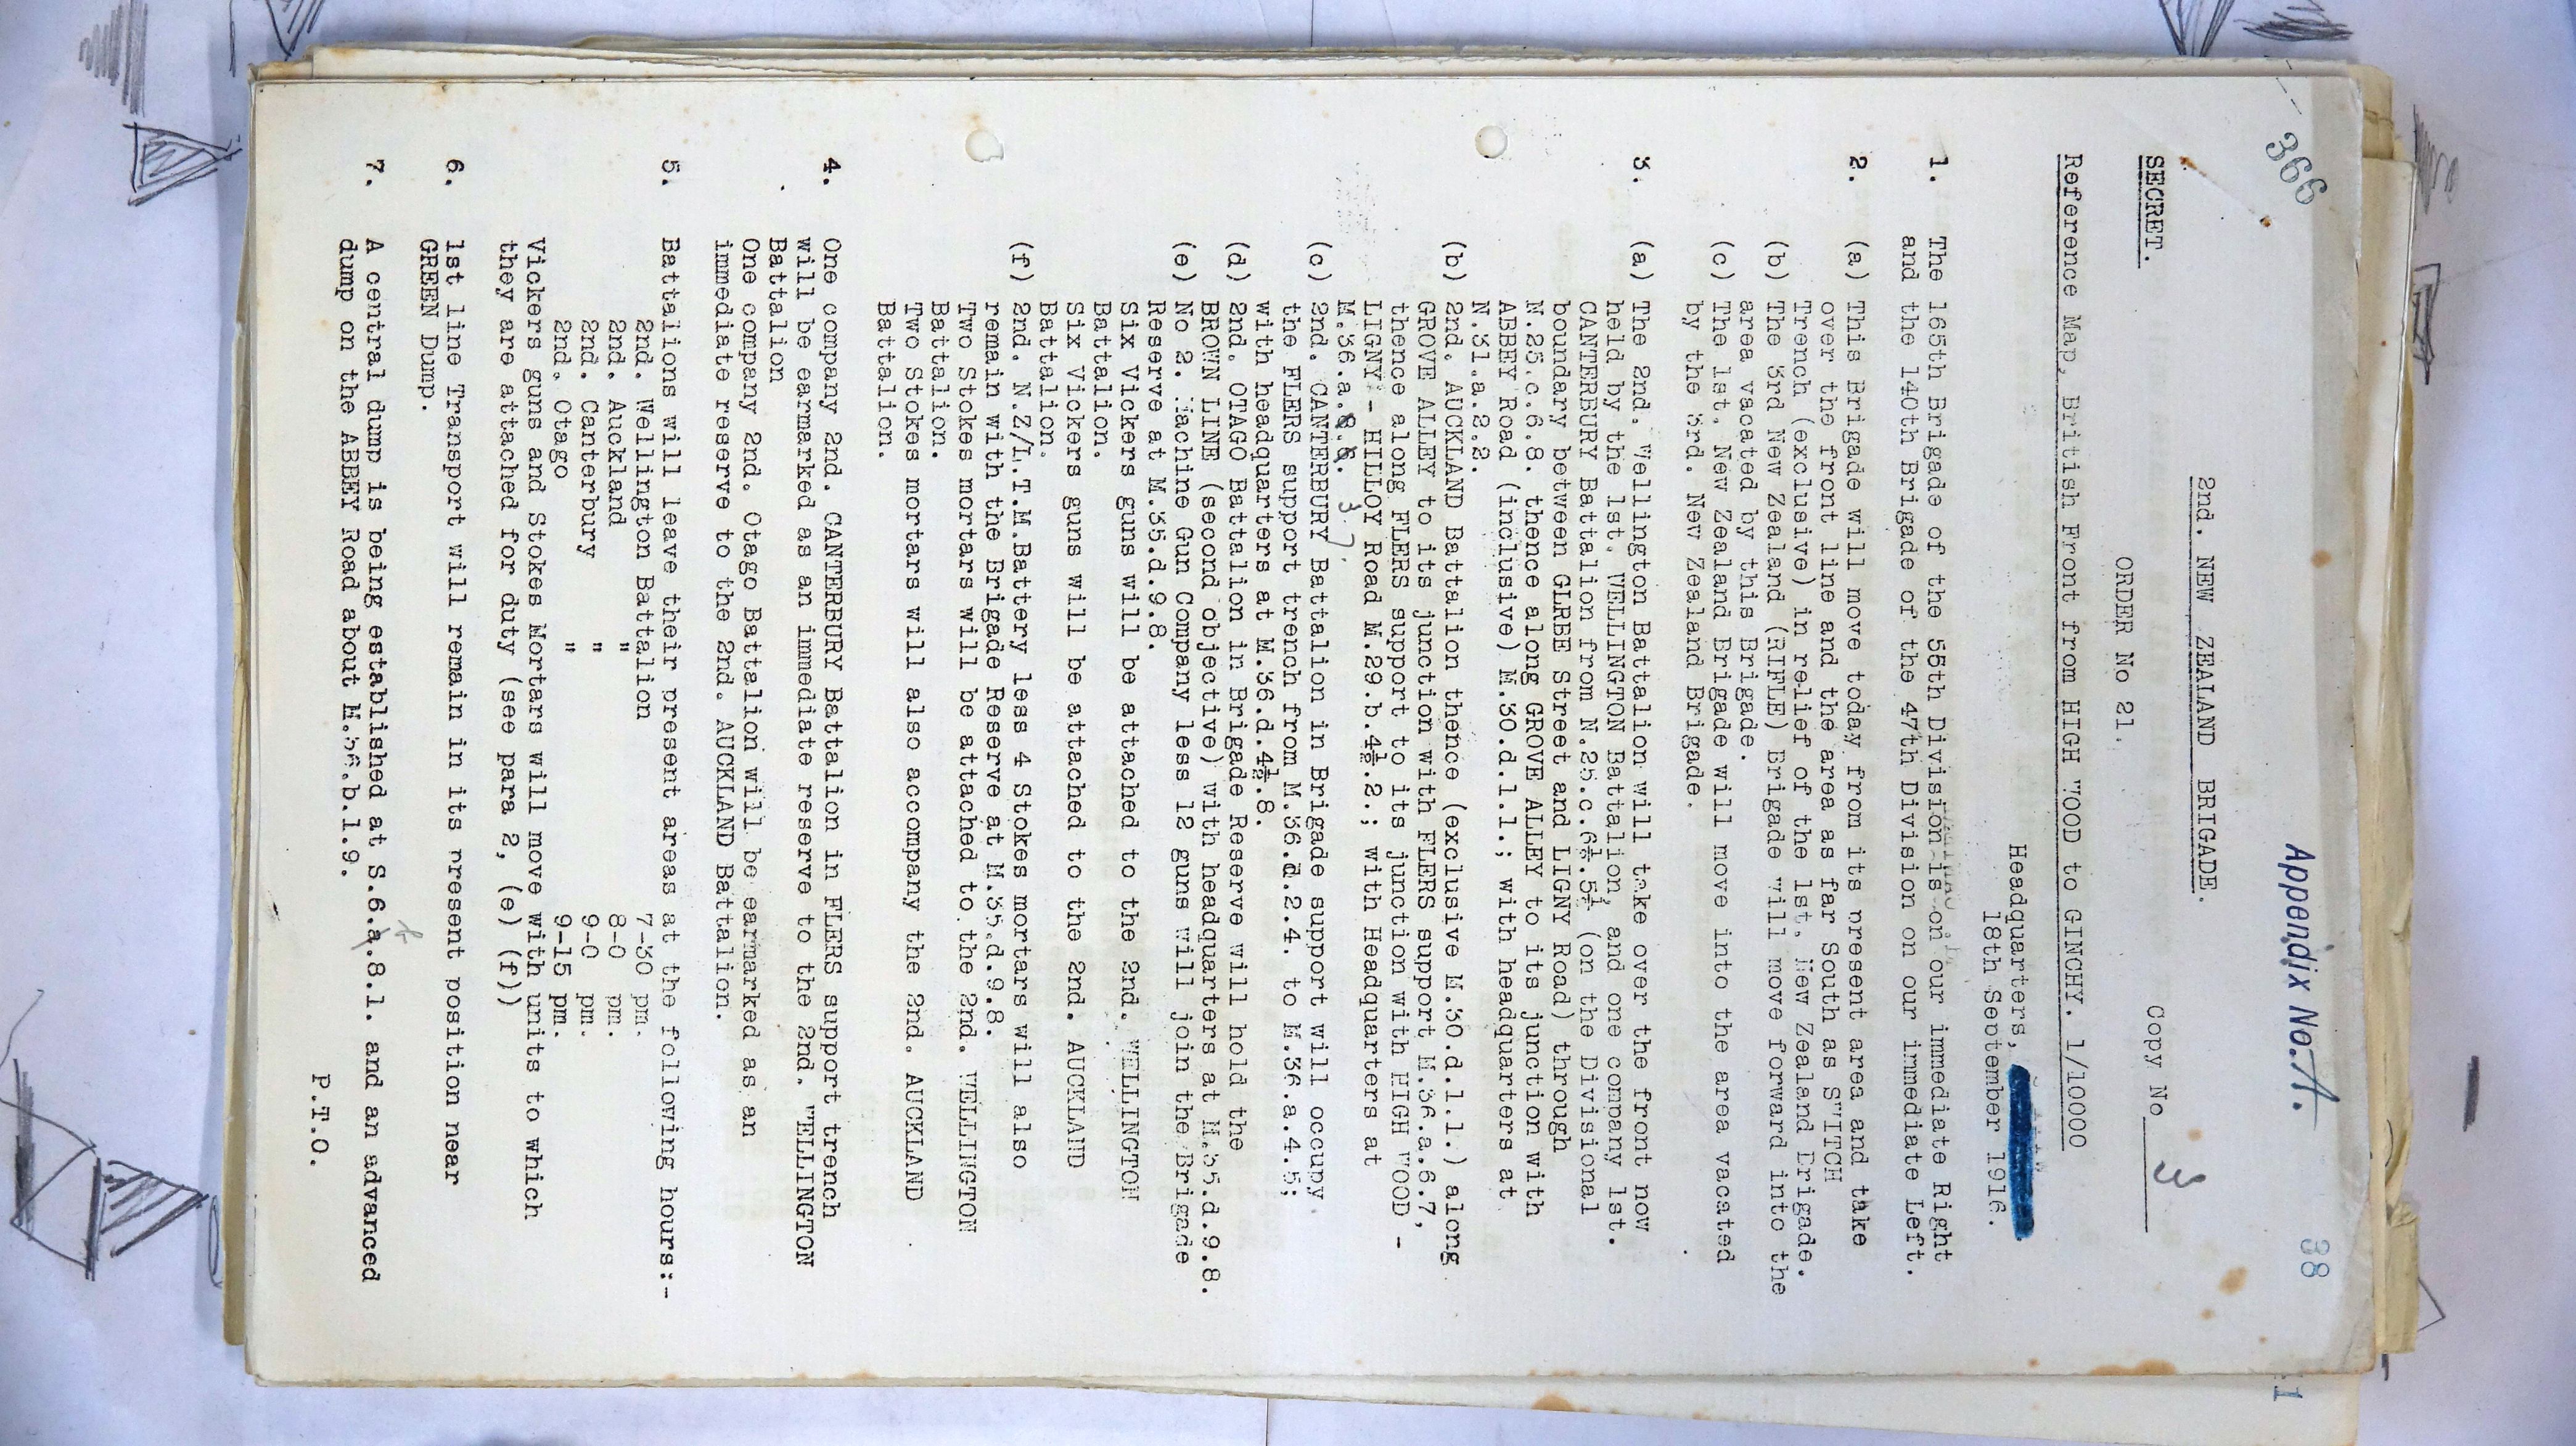 366
Appendix No. A.
38
2nd. NEW ZEALAND BRIGADE.
SECRET.
Copy No 3
ORDER No 21.
Reference Map, British Front from HIGH WOOD to GINCHY. 1/10000
Headquarters,
18th September 1916.
1. The 165th Brigade of the 55th Division is on our immediate Right
and the 140th Brigade of the 47th Division on our immediate Left.
2. (a) This Brigade will move today from its present area and take
over the front line and the area as far South as SWITCH
Trench (exclusive) in relief of the 1st. New Zealand Brigade.
(b) The 3rd New Zealand (RIFLE) Brigade will move forward into the
area vacated by this Brigade.
(c) The 1st. New Zealand Brigade will move into the area vacated
by the 3rd. New Zealand Brigade.
3. (a) The 2nd. Wellington Battalion will take over the front now
held by the 1st. WELLINGTON Battalion, and one company 1st.
CANTERBURY Battalion from N.25.c.6½.5½ (on the Divisional
boundary between GLREE Street and LIGNY Road) through
N.25.c.6.8. thence along GROVE ALLEY to its junction with
ABBEY Road (inclusive) M.30.d.1.1.; with headquarters at
N.31.a.2.2.
(b) 2nd. AUCKLAND Battalion thence (exclusive M.30.d.1.1.) along
GROVE ALLEY to its junction with FLERS support M.36.a.6.7,
thence along FLERS support to its junction with HIGH WOOD -
LIGNY - HILLOY Road M.29.b.4½.2.; with Headquarters at
M.36.a. 3 7,
(c) 2nd. CANTERBURY Battalion in Brigade support will occupy
the FLERS support trench from M.36.d.2.4. to M.36.a.4.5;
with headquarters at M.36.d.4½.8.
(d) 2nd. OTAGO Battalion in Brigade Reserve will hold the
BROWN LINE (second objective) with headquarters at M.35.d.9.8.
(e) No 2. Machine Gun Company less 12 guns will join the Brigade
Reserve at M.35.d.9.8.
Six Vickers guns will be attached to the 2nd. WELLINGTON
Battalion.
Six Vickers guns will be attached to the 2nd. AUCKLAND
Battalion.
(f) 2nd. N.Z/L.T.M.Battery less 4 Stokes mortars will also
remain with the Brigade Reserve at M.35.d.9.8.
Two Stokes mortars will be attached to the 2nd. WELLINGTON
Battalion.
Two Stokes mortars will also accompany the 2nd. AUCKLAND
Battalion.
4. One company 2nd. CANTERBURY Battalion in FLERS support trench
will be earmarked as an immediate reserve to the 2nd. WELLINGTON
Battalion
One company 2nd. Otago Battalion will be earmarked as an
immediate reserve to the 2nd. AUCKLAND Battalion.
5. Battalions will leave their present areas at the following hours:-
2nd. Wellington Battalion 7-30 pm.
2nd. Auckland " 8-0 pm.
2nd. Canterbury " 9-0 pm.
2nd. Otago " 9-15 pm.
Vickers guns and Stokes Mortars will move with units to which
they are attached for duty (see para 2, (e) (f))
6. 1st line Transport will remain in its present position near
GREEN Dump.
7. A central dump is being established at S.6.a.8.1. and an advanced
dump on the ABBEY Road about M.36.b.1.9.
P.T.O.